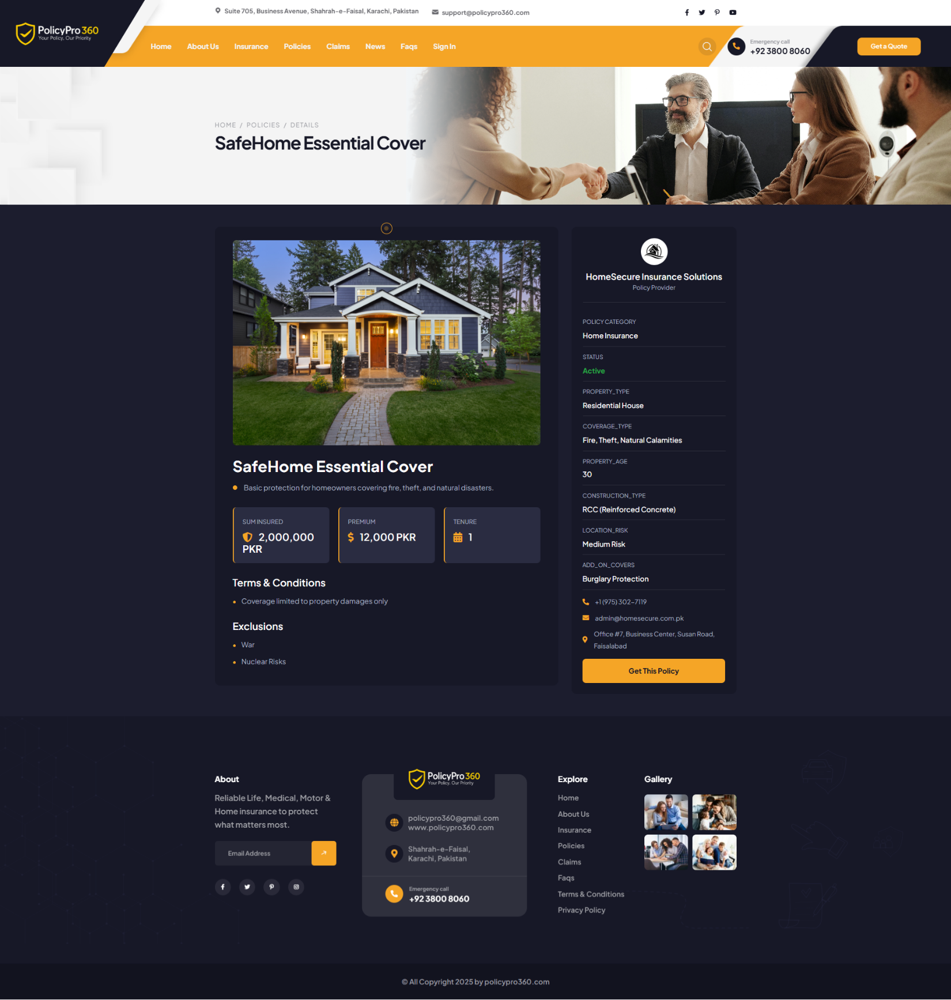 Suite 705, Business Avenue, Shahrah-e-Faisal, Karachi, Pakistan
support@policypro360.com
PolicyPro 360
Your Policy, Our Priority
Home
About Us
Insurance
Policies
Claims
News
Faqs
Sign In
Emergency call
+92 3800 8060
Get a Quote
HOME / POLICIES / DETAILS
SafeHome Essential Cover
SafeHome Essential Cover
Basic protection for homeowners covering fire, theft, and natural disasters.
SUM INSURED
2,000,000
PKR
PREMIUM
12,000 PKR
TENURE
1
Terms & Conditions
Coverage limited to property damages only
Exclusions
War
Nuclear Risks
HomeSecure Insurance Solutions
Policy Provider
POLICY CATEGORY
Home Insurance
STATUS
Active
PROPERTY_TYPE
Residential House
COVERAGE_TYPE
Fire, Theft, Natural Calamities
PROPERTY_AGE
30
CONSTRUCTION_TYPE
RCC (Reinforced Concrete)
LOCATION_RISK
Medium Risk
ADD_ON_COVERS
Burglary Protection
+1 (975) 302-7119
admin@homesecure.com.pk
Office #7, Business Center, Susan Road,
Faisalabad
Get This Policy
About
Reliable Life, Medical, Motor &
Home insurance to protect
what matters most.
Email Address
PolicyPro 360
Your Policy, Our Priority
policypro360@gmail.com
www.policypro360.com
Shahrah-e-Faisal,
Karachi, Pakistan
Emergency call
+92 3800 8060
Explore
Home
About Us
Insurance
Policies
Claims
Faqs
Terms & Conditions
Privacy Policy
Gallery
© All Copyright 2025 by policypro360.com